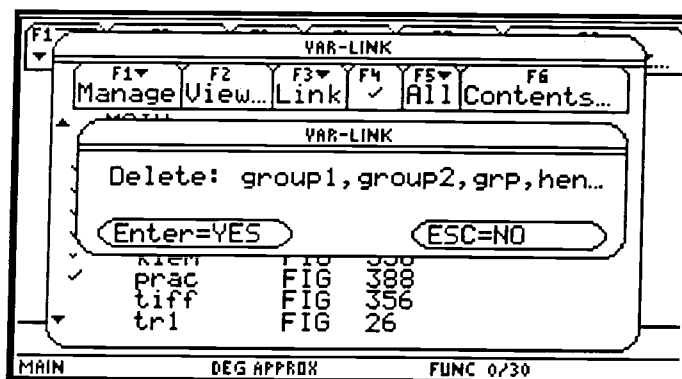 F1
VAR-LINK
F1▼ F2 F3▼ F4 F5▼ F6
Manage View... Link ✓ All Contents...
VAR-LINK
Delete: group1,group2,grp,hen...
Enter=YES ESC=NO
prac FIG 388
tiff FIG 356
tr1 FIG 26
MAIN DEG APPROX FUNC 0/30